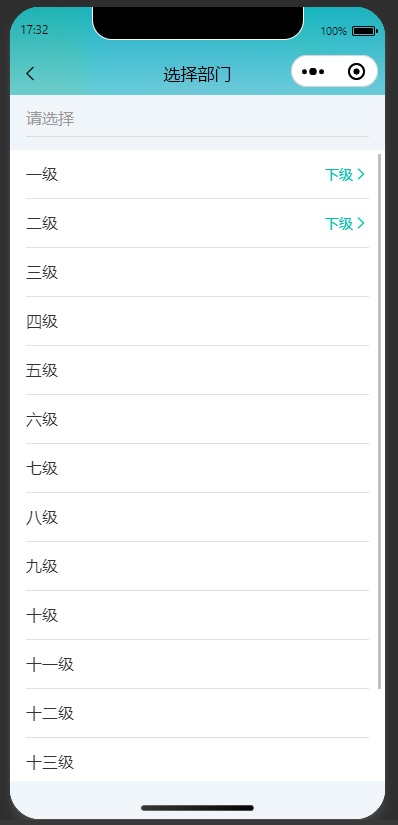 17:32
100%
选择部门
请选择
一级 下级
二级 下级
三级
四级
五级
六级
七级
八级
九级
十级
十一级
十二级
十三级